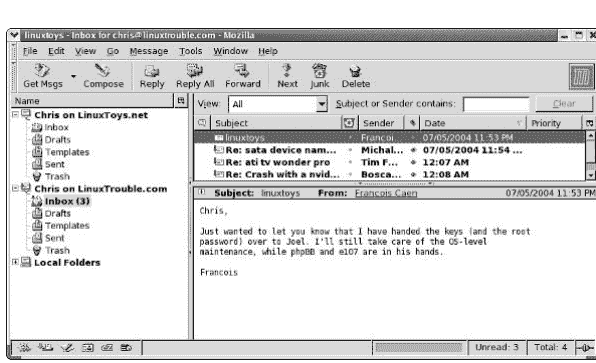 linuxtoys - Inbox for chris@linuxtrouble.com - Mozilla
File Edit View Go Message Tools Window Help
Get Msgs Compose Reply Reply All Forward Next Junk Delete
Name
Chris on LinuxToys.net
Inbox
Drafts
Templates
Sent
Trash
Chris on LinuxTrouble.com
Inbox (3)
Drafts
Templates
Sent
Trash
Local Folders
View: All Subject or Sender contains: Clear
Subject Sender Date Priority
linuxtoys Francoi... 07/05/2004 11:53 PM
Re: sata device nam... Michal... 07/05/2004 11:54 ...
Re: ati tv wonder pro Tim F... 12:07 AM
Re: Crash with a nvid... Bosca... 12:08 AM
Subject: linuxtoys From: Francois Caen 07/05/2004 11:53 PM
Chris,
Just wanted to let you know that I have handed the keys (and the root
password) over to Joel. I'll still take care of the OS-level
maintenance, while phpBB and e107 are in his hands.
Francois
Unread: 3 Total: 4